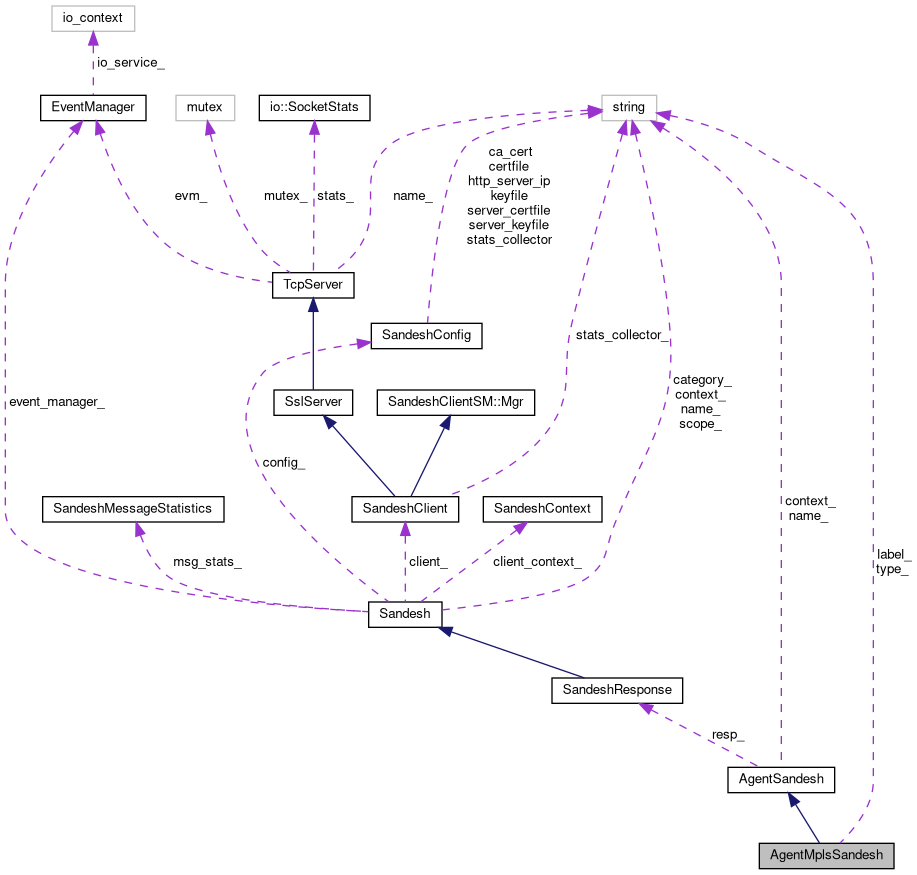 io_context
io_service_
EventManager
mutex
io::SocketStats
string
ca_cert
certfile
http_server_ip
keyfile
server_certfile
server_keyfile
stats_collector
evm_
mutex_
stats_
name_
TcpServer
SandeshConfig
stats_collector_
category_
context_
name_
scope_
event_manager_
SslServer
SandeshClientSM::Mgr
config_
SandeshMessageStatistics
SandeshClient
SandeshContext
context_
name_
msg_stats_
client_
client_context_
label_
type_
Sandesh
SandeshResponse
resp_
AgentSandesh
AgentMplsSandesh